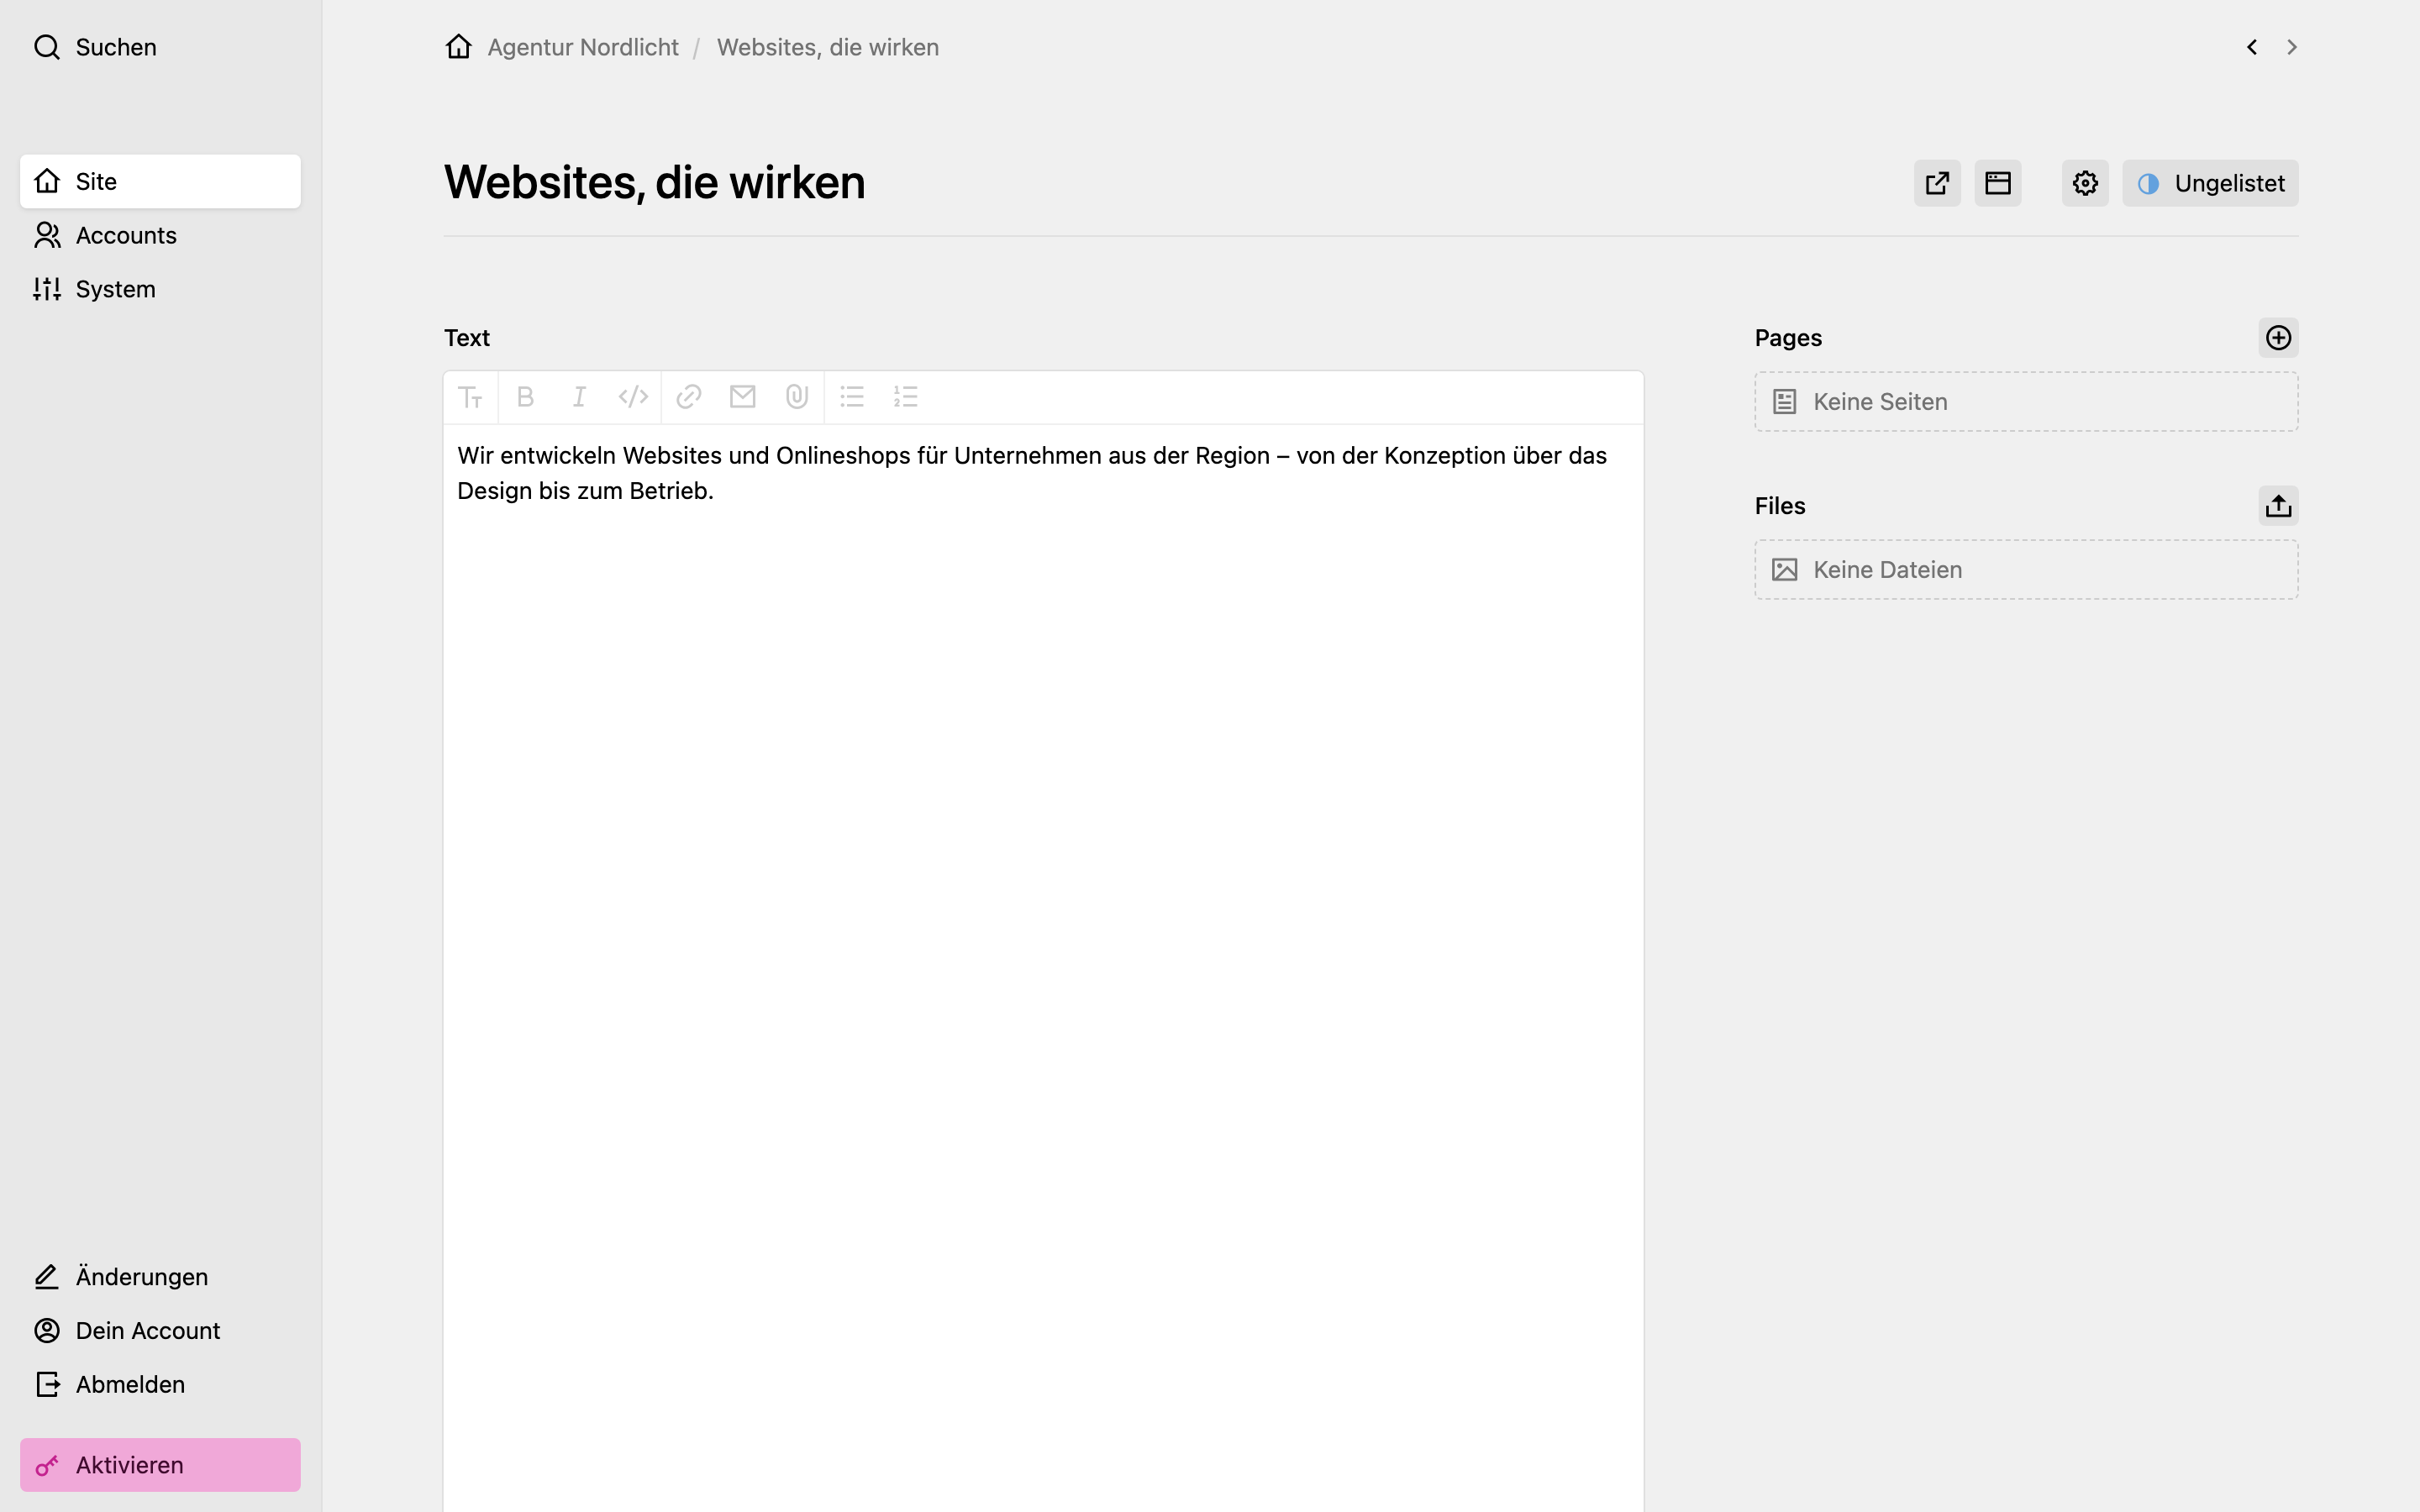 Suchen
Site
Accounts
System
Änderungen
Dein Account
Abmelden
Aktivieren
Agentur Nordlicht / Websites, die wirken
Websites, die wirken
Ungelistet
Text
Wir entwickeln Websites und Onlineshops für Unternehmen aus der Region – von der Konzeption über das
Design bis zum Betrieb.
Pages
Keine Seiten
Files
Keine Dateien